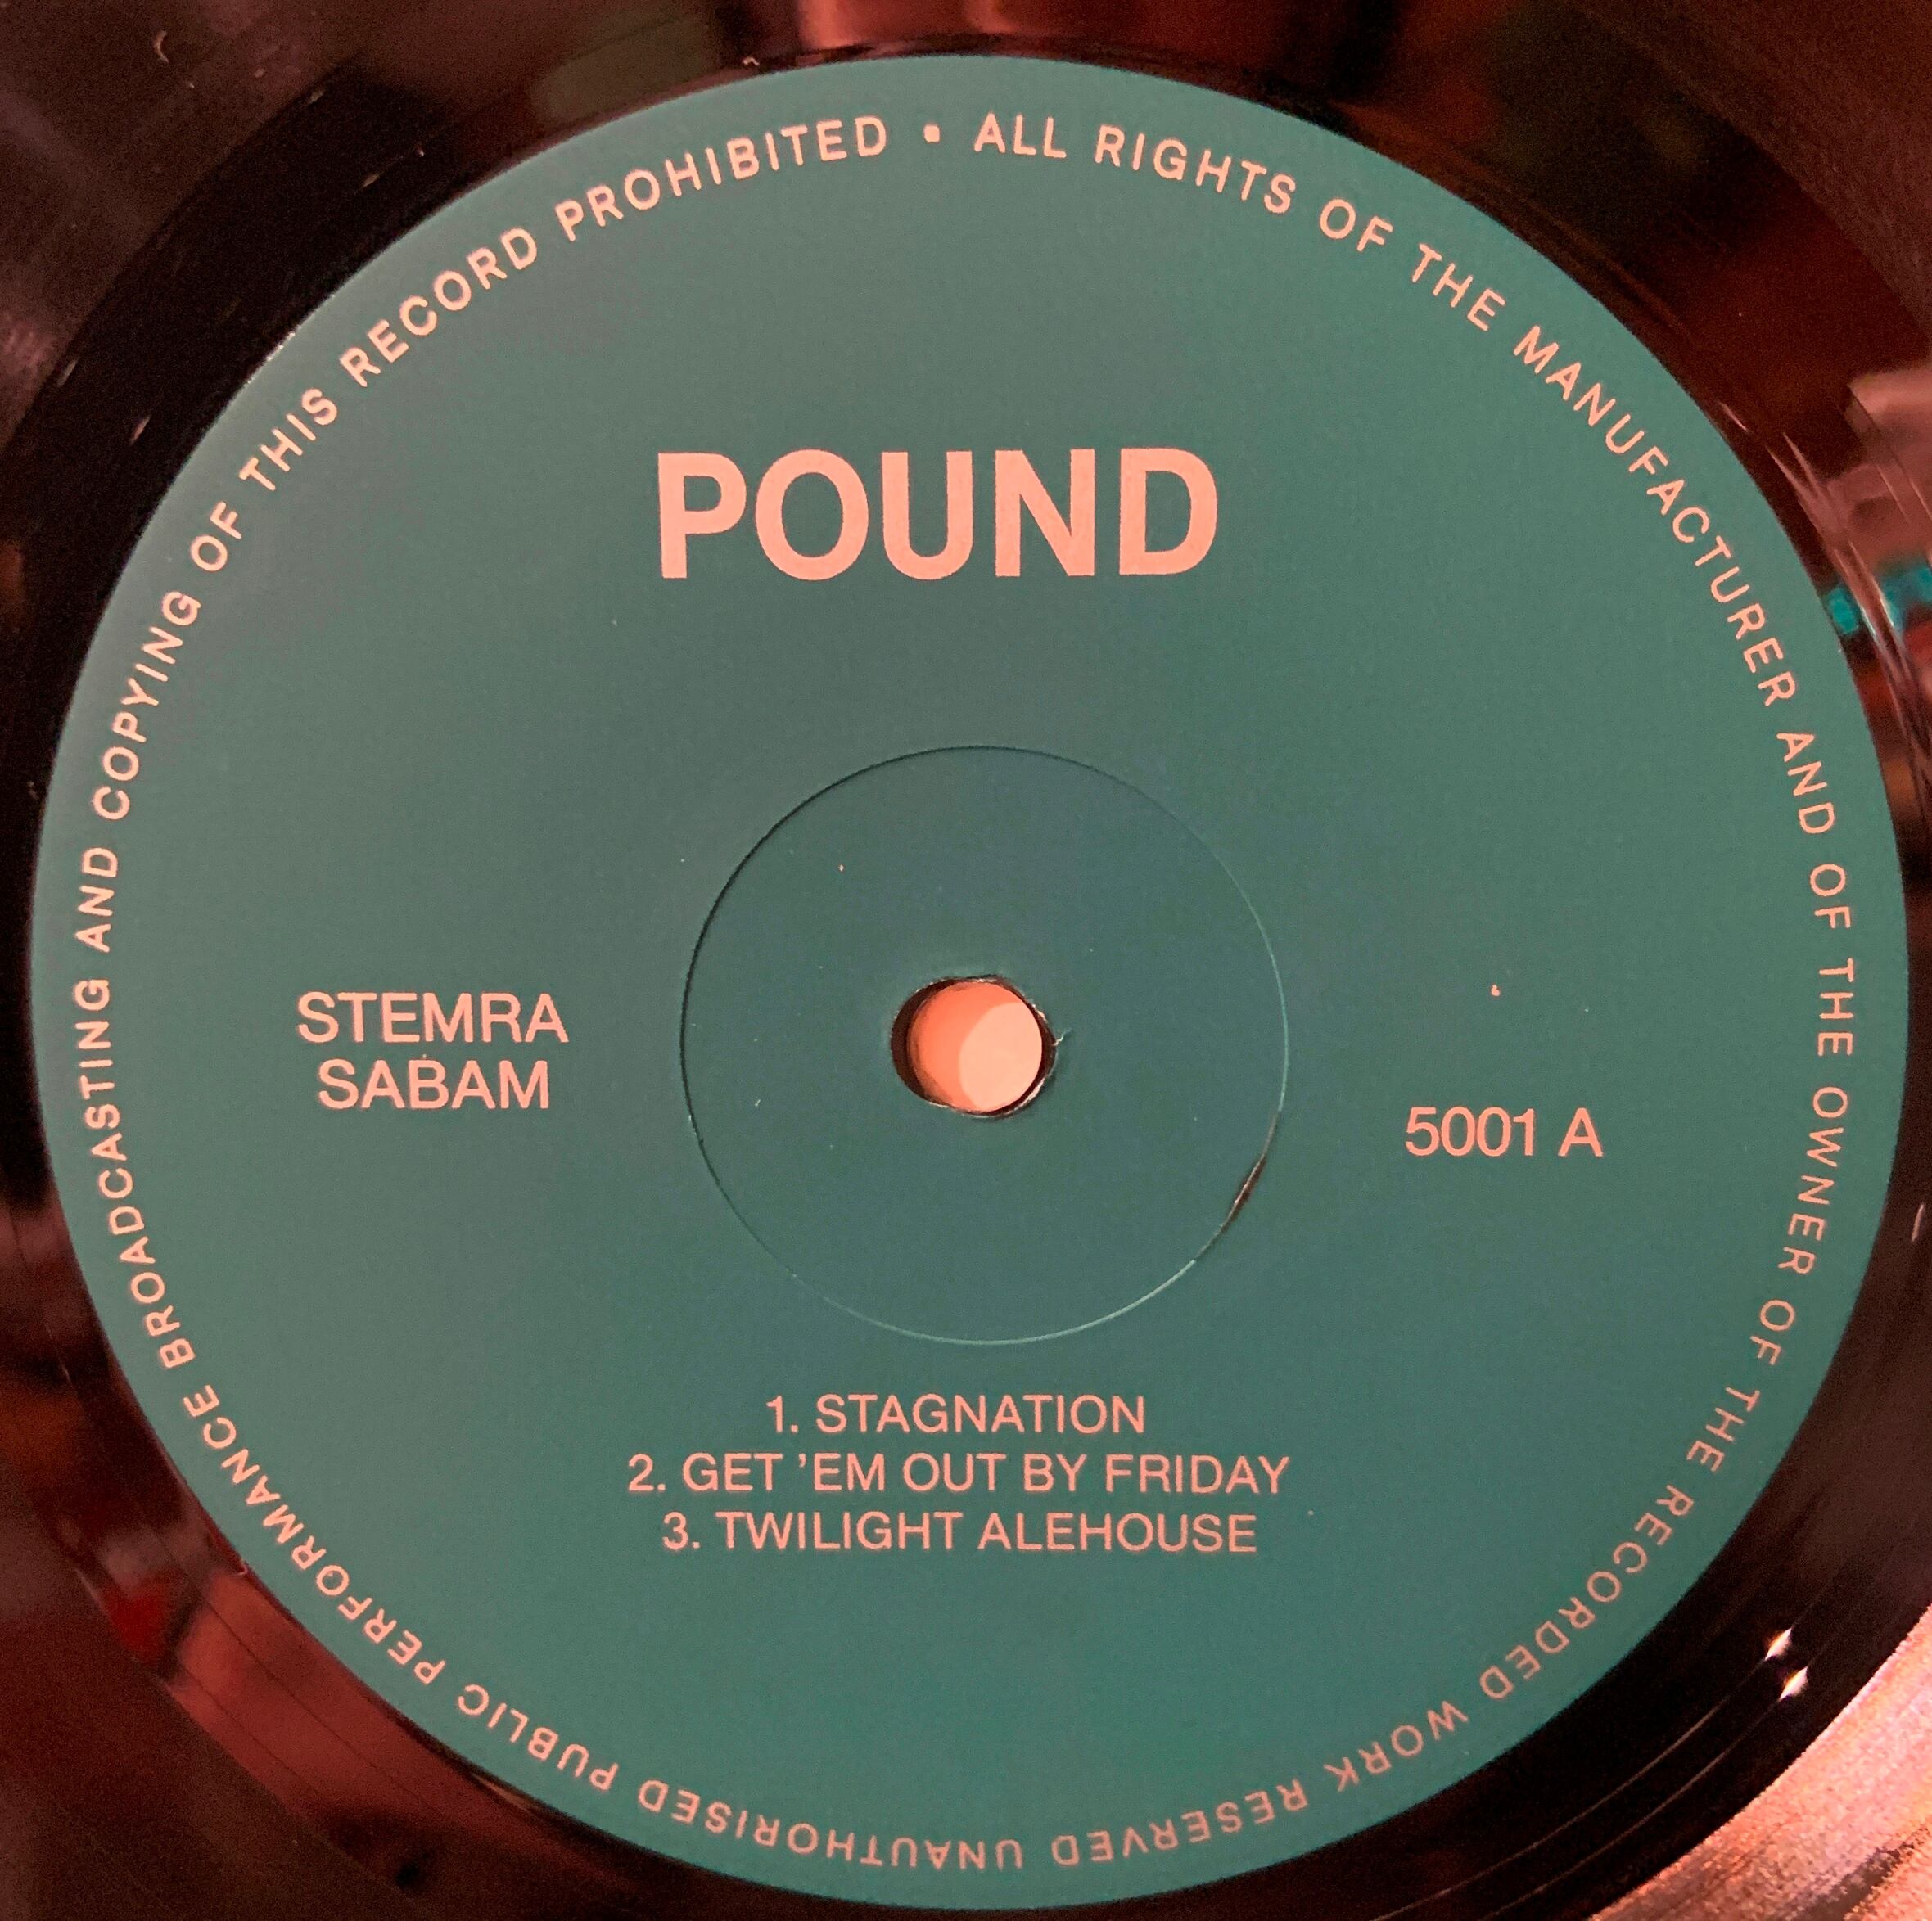 ALL RIGHTS OF THE MANUFACTURER AND OF THE OWNER OF THE RECORDED WORK RESERVED UNAUTHORISED PUBLIC PERFORMANCE BROADCASTING AND COPYING OF THIS RECORD PROHIBITED •
POUND
STEMRA
SABAM
5001 A
1. STAGNATION
2. GET ’EM OUT BY FRIDAY
3. TWILIGHT ALEHOUSE